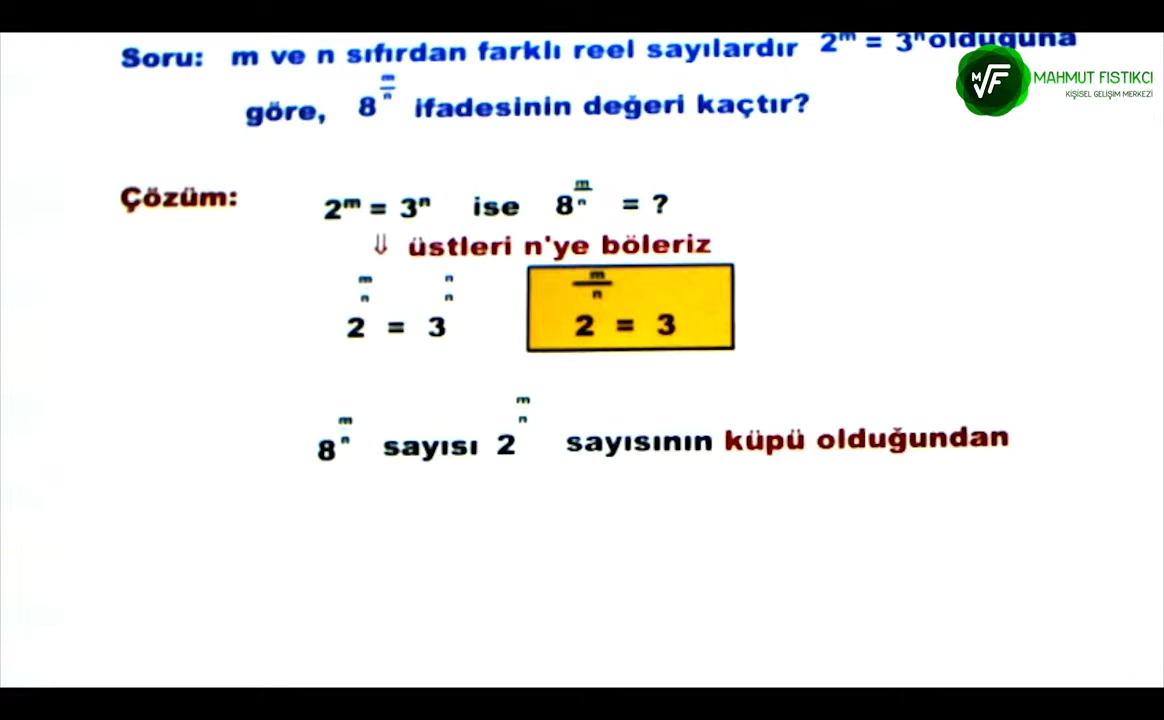 Soru: m ve n sıfırdan farklı reel sayılardır 2ᵐ = 3ⁿ olduğuna
göre, 8^(m/n) ifadesinin değeri kaçtır?
MVF
MAHMUT FISTIKCI
KİŞİSEL GELİŞİM MERKEZİ
Çözüm: 2ᵐ = 3ⁿ ise 8^(m/n) = ?
⇓ üstleri n'ye böleriz
2^(m/n) = 3^(n/n) 2^(m/n) = 3
8^(m/n) sayısı 2^(m/n) sayısının küpü olduğundan